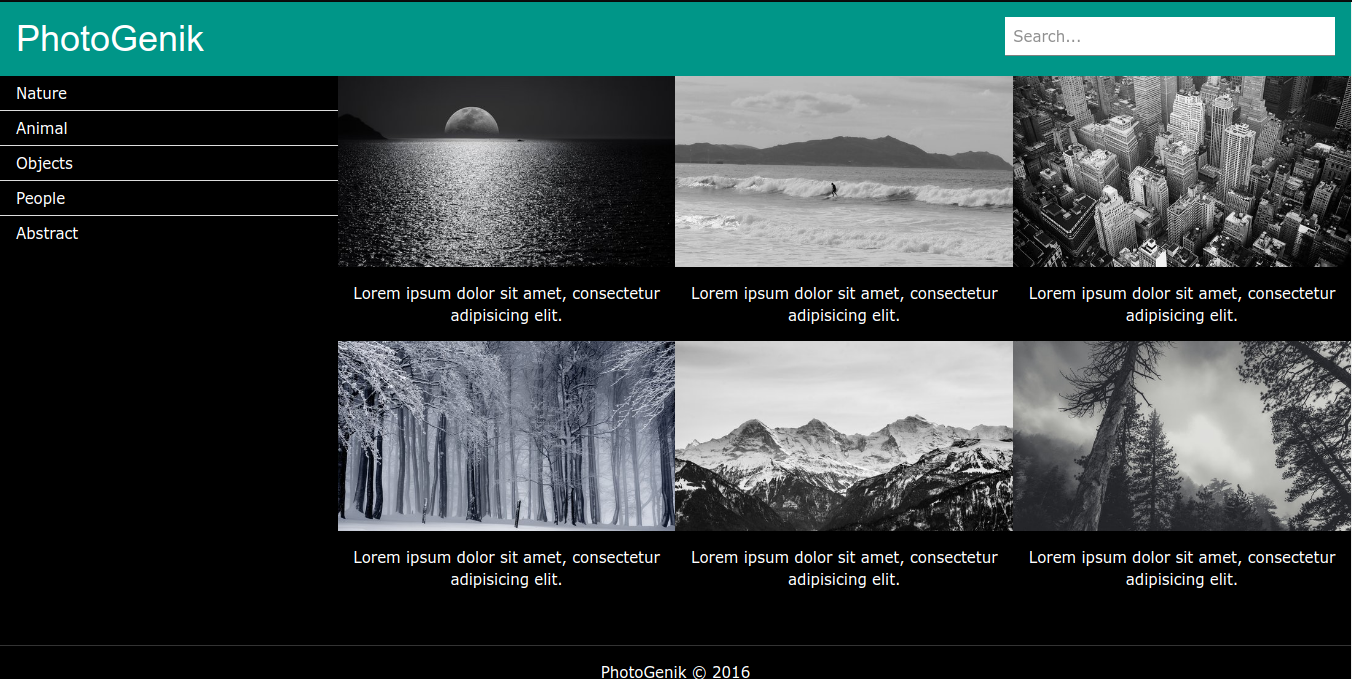 PhotoGenik
Search...
Nature
Animal
Objects
People
Abstract
Lorem ipsum dolor sit amet, consectetur
adipisicing elit.
Lorem ipsum dolor sit amet, consectetur
adipisicing elit.
Lorem ipsum dolor sit amet, consectetur
adipisicing elit.
Lorem ipsum dolor sit amet, consectetur
adipisicing elit.
Lorem ipsum dolor sit amet, consectetur
adipisicing elit.
Lorem ipsum dolor sit amet, consectetur
adipisicing elit.
PhotoGenik © 2016